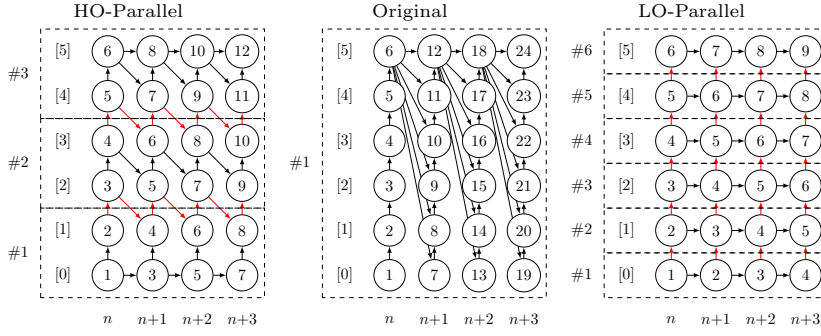 HO-Parallel Original LO-Parallel
[5] 6 8 10 12 [5] 6 12 18 24 #6 [5] 6 7 8 9
#3
[4] 5 7 9 11 [4] 5 11 17 23 #5 [4] 5 6 7 8
[3] 4 6 8 10 [3] 4 10 16 22 #4 [3] 4 5 6 7
#2 #1
[2] 3 5 7 9 [2] 3 9 15 21 #3 [2] 3 4 5 6
[1] 2 4 6 8 [1] 2 8 14 20 #2 [1] 2 3 4 5
#1
[0] 1 3 5 7 [0] 1 7 13 19 #1 [0] 1 2 3 4
n n+1 n+2 n+3 n n+1 n+2 n+3 n n+1 n+2 n+3